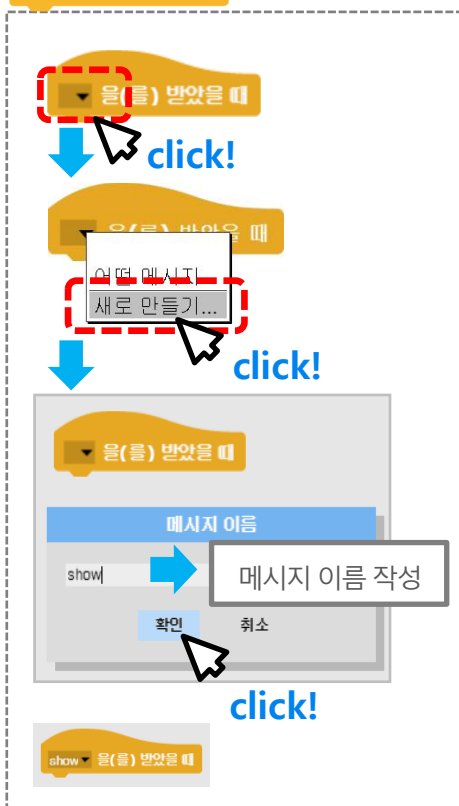 을(를) 받았을 때
click!
을(를) 받았을 때
어떤 메시지
새로 만들기...
click!
을(를) 받았을 때
메시지 이름
show
메시지 이름 작성
확인 취소
click!
show 을(를) 받았을 때